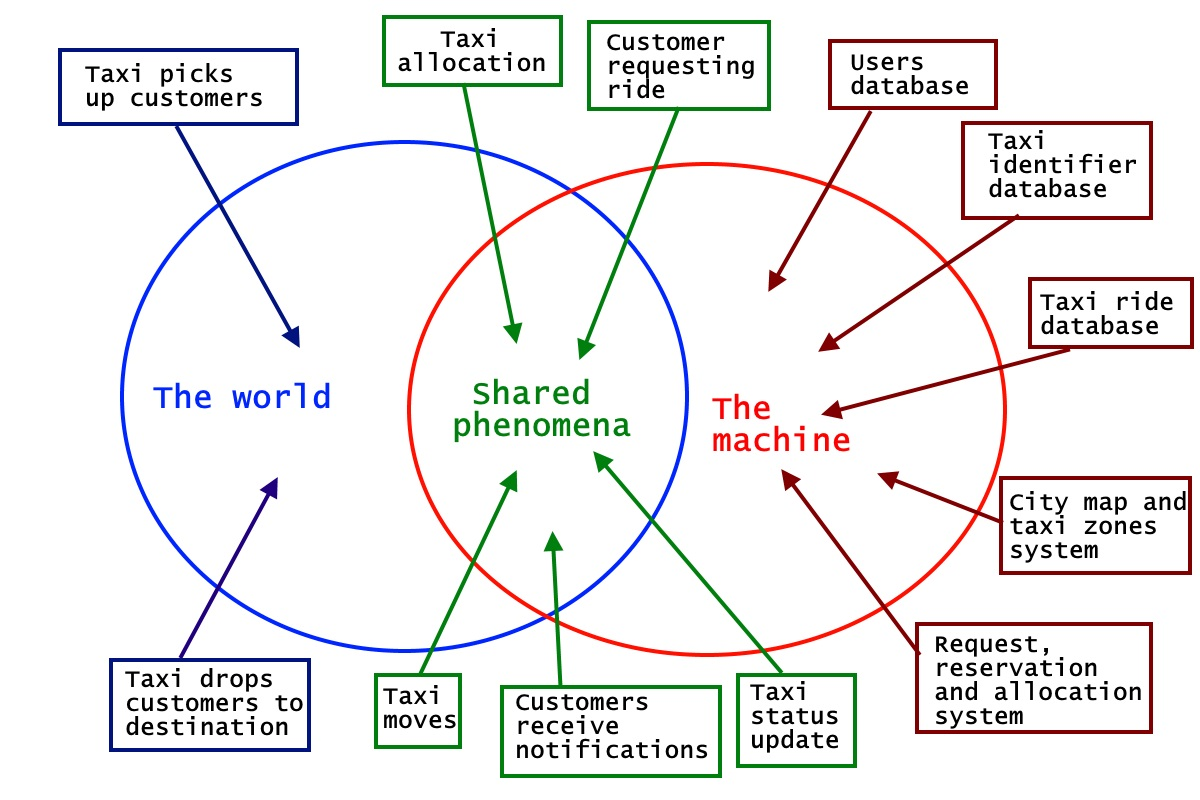 Taxi picks
up customers
Taxi
allocation
Customer
requesting
ride
Users
database
Taxi
identifier
database
Taxi ride
database
The world
Shared
phenomena
The
machine
City map and
taxi zones
system
Request,
reservation
and allocation
system
Taxi drops
customers to
destination
Taxi
moves
Customers
receive
notifications
Taxi
status
update